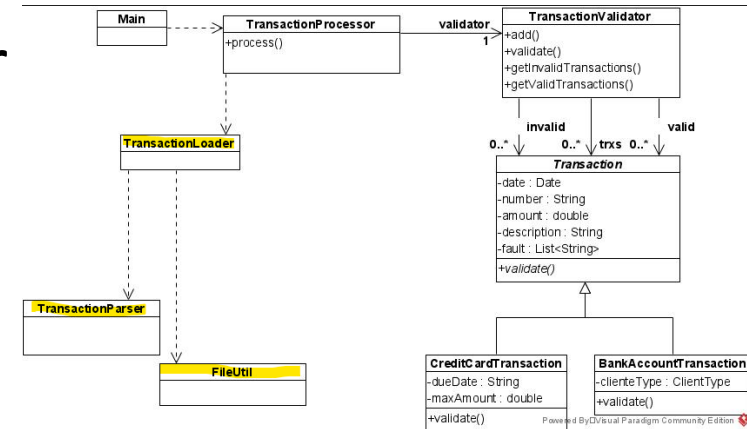 Main
TransactionProcessor
+process()
validator
1
TransactionValidator
+add()
+validate()
+getInvalidTransactions()
+getValidTransactions()
invalid
valid
0..*
0..*
trxs
0..*
TransactionLoader
Transaction
-date : Date
-number : String
-amount : double
-description : String
-fault : List<String>
+validate()
TransactionParser
FileUtil
CreditCardTransaction
-dueDate : String
-maxAmount : double
+validate()
BankAccountTransaction
-clienteType : ClientType
+validate()
Powered By Visual Paradigm Community Edition